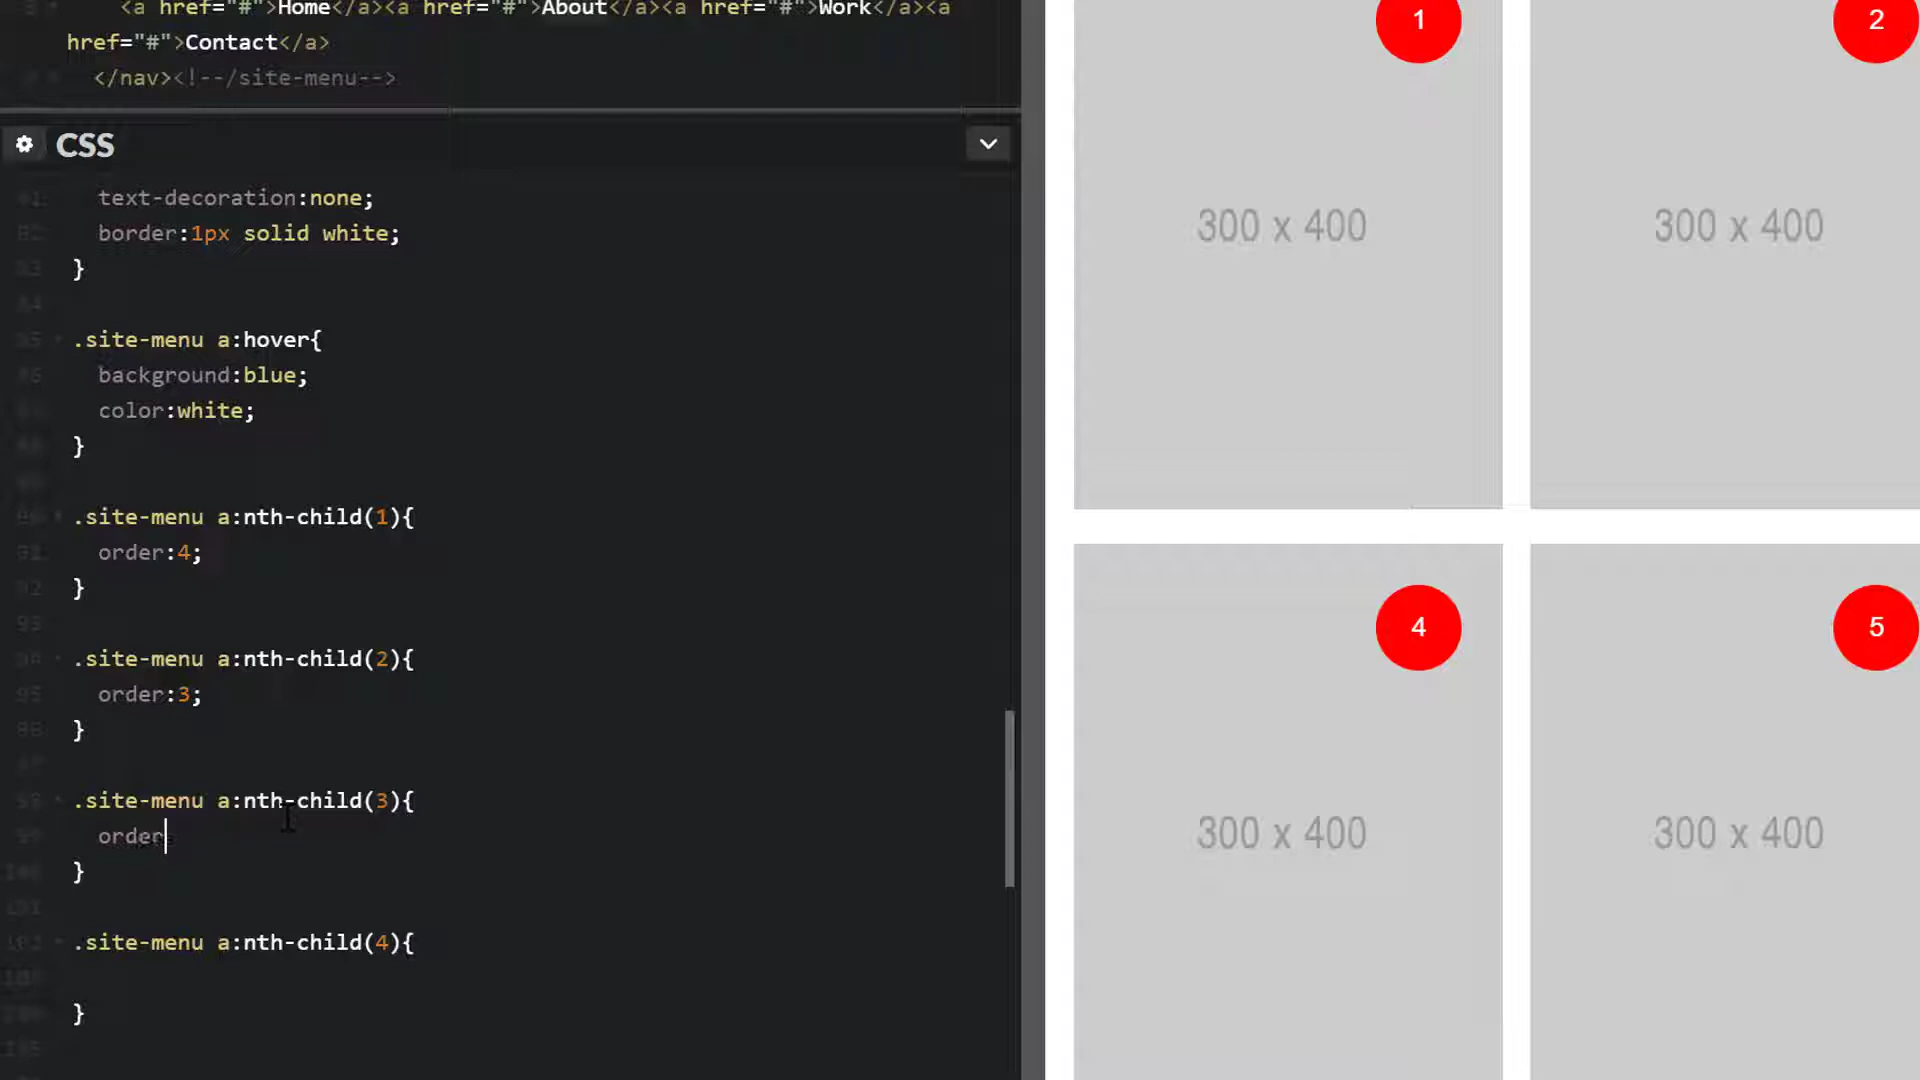 <a href="#">Home</a><a href="#">About</a><a href="#">Work</a><a
href="#">Contact</a>
</nav><!--/site-menu-->
CSS
text-decoration:none;
border:1px solid white;
}
.site-menu a:hover{
background:blue;
color:white;
}
.site-menu a:nth-child(1){
order:4;
}
.site-menu a:nth-child(2){
order:3;
}
.site-menu a:nth-child(3){
order
}
.site-menu a:nth-child(4){
}
1
2
300 x 400
300 x 400
4
5
300 x 400
300 x 400